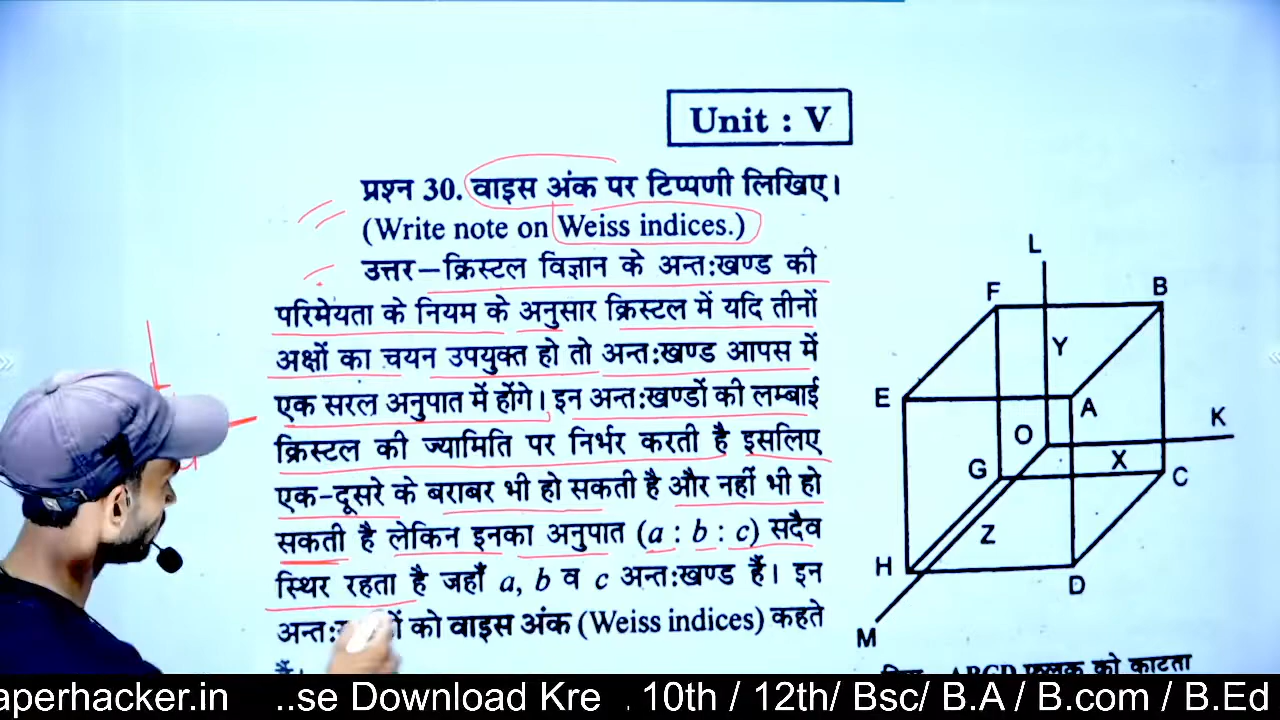 Unit : V
प्रश्न 30. वाइस अंक पर टिप्पणी लिखिए।
(Write note on Weiss indices.)
उत्तर–क्रिस्टल विज्ञान के अन्त:खण्ड की
परिमेयता के नियम के अनुसार क्रिस्टल में यदि तीनों
अक्षों का चयन उपयुक्त हो तो अन्त:खण्ड आपस में
एक सरल अनुपात में होंगे। इन अन्त:खण्डों की लम्बाई
क्रिस्टल की ज्यामिति पर निर्भर करती है इसलिए
एक-दूसरे के बराबर भी हो सकती है और नहीं भी हो
सकती है लेकिन इनका अनुपात (a : b : c) सदैव
स्थिर रहता है जहाँ a, b व c अन्त:खण्ड हैं। इन
को वाइस अंक (Weiss indices) कहते
हैं।
L
F
B
Y
E
A
O
K
G
X
C
Z
H
D
M
ABCD फलक को काटता
aperhacker.in ..se Download Kre . 10th / 12th/ Bsc/ B.A / B.com / B.Ed